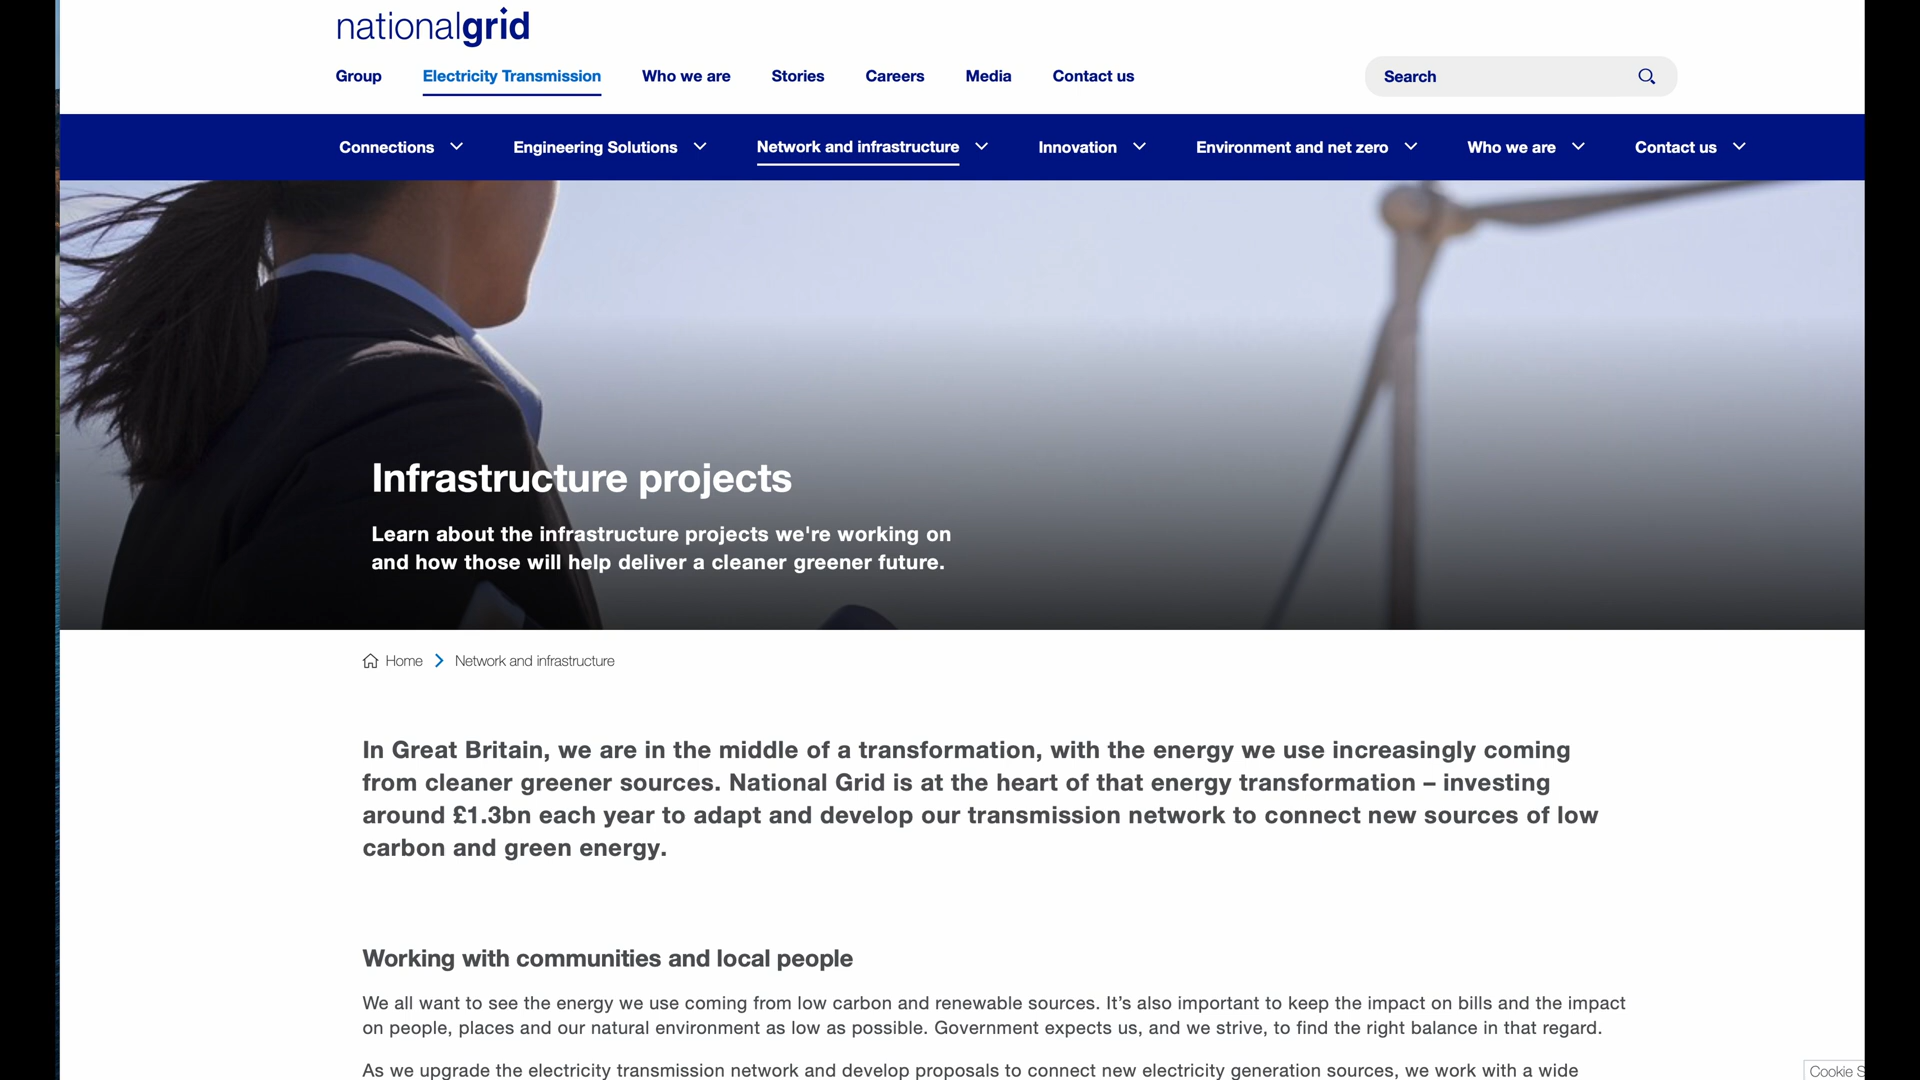 nationalgrid
Group Electricity Transmission Who we are Stories Careers Media Contact us Search
Connections Engineering Solutions Network and infrastructure Innovation Environment and net zero Who we are Contact us
Infrastructure projects
Learn about the infrastructure projects we're working on
and how those will help deliver a cleaner greener future.
Home Network and infrastructure
In Great Britain, we are in the middle of a transformation, with the energy we use increasingly coming
from cleaner greener sources. National Grid is at the heart of that energy transformation – investing
around £1.3bn each year to adapt and develop our transmission network to connect new sources of low
carbon and green energy.
Working with communities and local people
We all want to see the energy we use coming from low carbon and renewable sources. It’s also important to keep the impact on bills and the impact
on people, places and our natural environment as low as possible. Government expects us, and we strive, to find the right balance in that regard.
As we upgrade the electricity transmission network and develop proposals to connect new electricity generation sources, we work with a wide
Cookie S